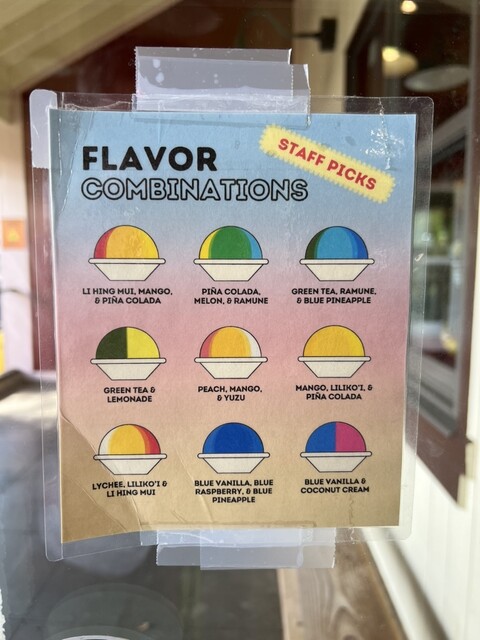 FLAVOR
COMBINATIONS
STAFF PICKS
LI HING MUI, MANGO,
& PIÑA COLADA
PIÑA COLADA,
MELON, & RAMUNE
GREEN TEA, RAMUNE,
& BLUE PINEAPPLE
GREEN TEA &
LEMONADE
PEACH, MANGO,
& YUZU
MANGO, LILIKO'I, &
PIÑA COLADA
LYCHEE, LILIKO'I &
LI HING MUI
BLUE VANILLA, BLUE
RASPBERRY, & BLUE
PINEAPPLE
BLUE VANILLA &
COCONUT CREAM